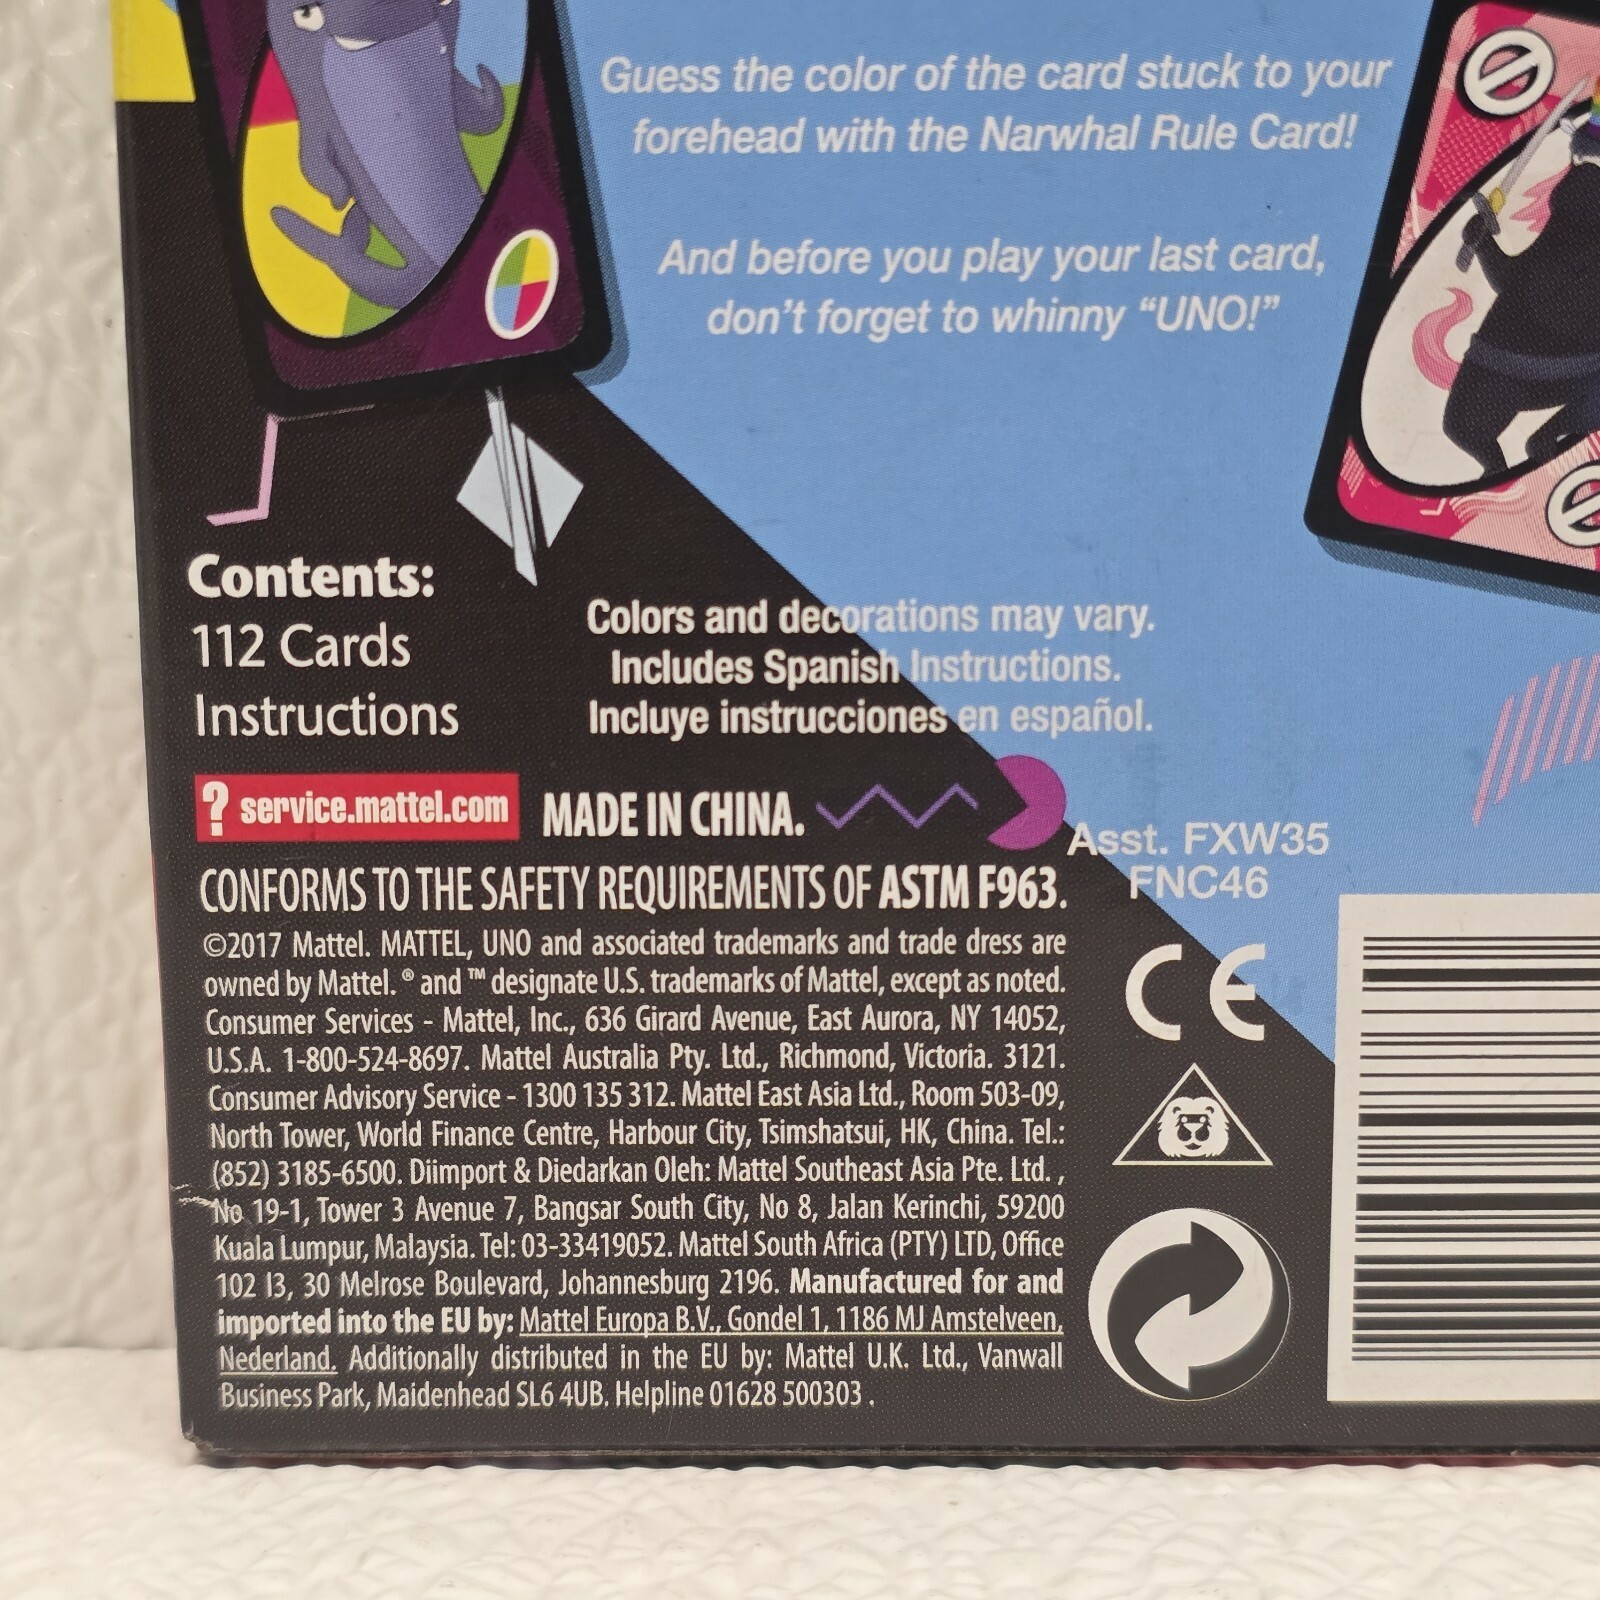 Guess the color of the card stuck to your
forehead with the Narwhal Rule Card!
And before you play your last card,
don't forget to whinny "UNO!"
Contents:
112 Cards
Instructions
Colors and decorations may vary.
Includes Spanish Instructions.
Incluye instrucciones en español.
? service.mattel.com
MADE IN CHINA.
Asst. FXW35
FNC46
CONFORMS TO THE SAFETY REQUIREMENTS OF ASTM F963.
©2017 Mattel. MATTEL, UNO and associated trademarks and trade dress are
owned by Mattel. ® and ™ designate U.S. trademarks of Mattel, except as noted.
Consumer Services - Mattel, Inc., 636 Girard Avenue, East Aurora, NY 14052,
U.S.A. 1-800-524-8697. Mattel Australia Pty. Ltd., Richmond, Victoria. 3121.
Consumer Advisory Service - 1300 135 312. Mattel East Asia Ltd., Room 503-09,
North Tower, World Finance Centre, Harbour City, Tsimshatsui, HK, China. Tel.:
(852) 3185-6500. Diimport & Diedarkan Oleh: Mattel Southeast Asia Pte. Ltd. ,
No 19-1, Tower 3 Avenue 7, Bangsar South City, No 8, Jalan Kerinchi, 59200
Kuala Lumpur, Malaysia. Tel: 03-33419052. Mattel South Africa (PTY) LTD, Office
102 I3, 30 Melrose Boulevard, Johannesburg 2196. Manufactured for and
imported into the EU by: Mattel Europa B.V., Gondel 1, 1186 MJ Amstelveen,
Nederland. Additionally distributed in the EU by: Mattel U.K. Ltd., Vanwall
Business Park, Maidenhead SL6 4UB. Helpline 01628 500303 .
CE